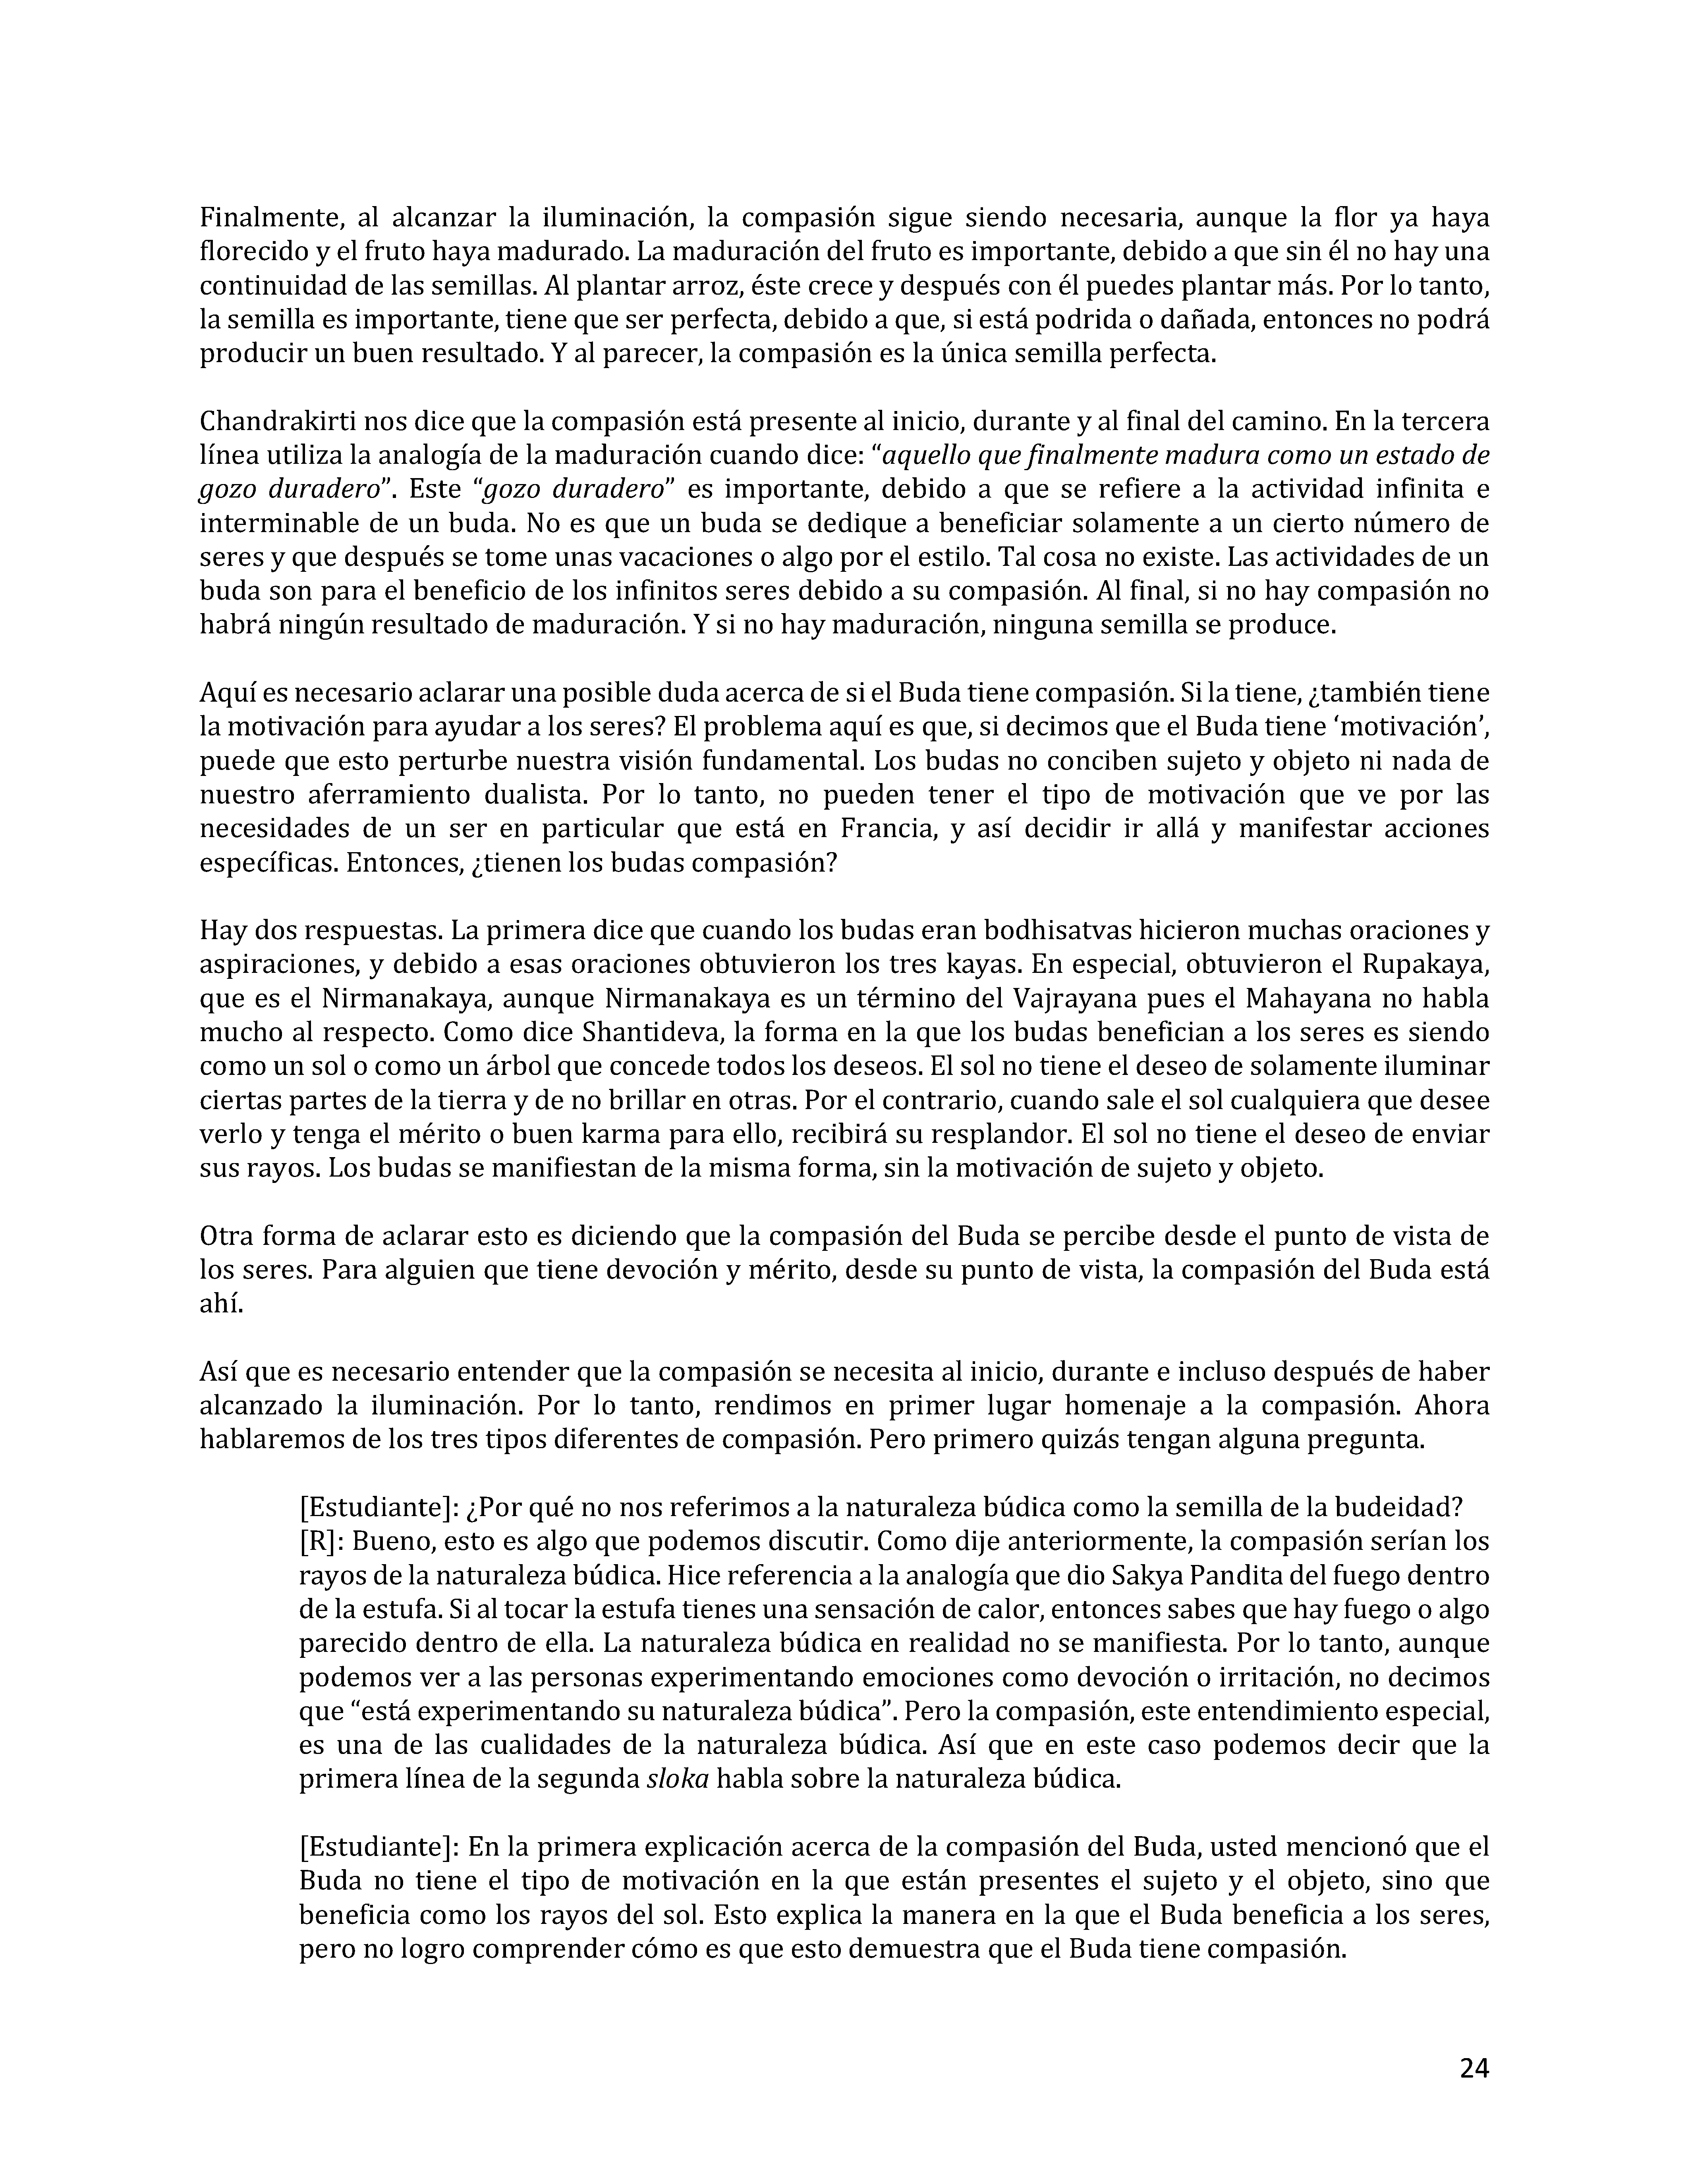 Finalmente, al alcanzar la iluminación, la compasión sigue siendo necesaria, aunque la flor ya haya
florecido y el fruto haya madurado. La maduración del fruto es importante, debido a que sin él no hay una
continuidad de las semillas. Al plantar arroz, éste crece y después con él puedes plantar más. Por lo tanto,
la semilla es importante, tiene que ser perfecta, debido a que, si está podrida o dañada, entonces no podrá
producir un buen resultado. Y al parecer, la compasión es la única semilla perfecta.
Chandrakirti nos dice que la compasión está presente al inicio, durante y al final del camino. En la tercera
línea utiliza la analogía de la maduración cuando dice: “aquello que finalmente madura como un estado de
gozo duradero”. Este “gozo duradero” es importante, debido a que se refiere a la actividad infinita e
interminable de un buda. No es que un buda se dedique a beneficiar solamente a un cierto número de
seres y que después se tome unas vacaciones o algo por el estilo. Tal cosa no existe. Las actividades de un
buda son para el beneficio de los infinitos seres debido a su compasión. Al final, si no hay compasión no
habrá ningún resultado de maduración. Y si no hay maduración, ninguna semilla se produce.
Aquí es necesario aclarar una posible duda acerca de si el Buda tiene compasión. Si la tiene, ¿también tiene
la motivación para ayudar a los seres? El problema aquí es que, si decimos que el Buda tiene ‘motivación’,
puede que esto perturbe nuestra visión fundamental. Los budas no conciben sujeto y objeto ni nada de
nuestro aferramiento dualista. Por lo tanto, no pueden tener el tipo de motivación que ve por las
necesidades de un ser en particular que está en Francia, y así decidir ir allá y manifestar acciones
específicas. Entonces, ¿tienen los budas compasión?
Hay dos respuestas. La primera dice que cuando los budas eran bodhisatvas hicieron muchas oraciones y
aspiraciones, y debido a esas oraciones obtuvieron los tres kayas. En especial, obtuvieron el Rupakaya,
que es el Nirmanakaya, aunque Nirmanakaya es un término del Vajrayana pues el Mahayana no habla
mucho al respecto. Como dice Shantideva, la forma en la que los budas benefician a los seres es siendo
como un sol o como un árbol que concede todos los deseos. El sol no tiene el deseo de solamente iluminar
ciertas partes de la tierra y de no brillar en otras. Por el contrario, cuando sale el sol cualquiera que desee
verlo y tenga el mérito o buen karma para ello, recibirá su resplandor. El sol no tiene el deseo de enviar
sus rayos. Los budas se manifiestan de la misma forma, sin la motivación de sujeto y objeto.
Otra forma de aclarar esto es diciendo que la compasión del Buda se percibe desde el punto de vista de
los seres. Para alguien que tiene devoción y mérito, desde su punto de vista, la compasión del Buda está
ahí.
Así que es necesario entender que la compasión se necesita al inicio, durante e incluso después de haber
alcanzado la iluminación. Por lo tanto, rendimos en primer lugar homenaje a la compasión. Ahora
hablaremos de los tres tipos diferentes de compasión. Pero primero quizás tengan alguna pregunta.
[Estudiante]: ¿Por qué no nos referimos a la naturaleza búdica como la semilla de la budeidad?
[R]: Bueno, esto es algo que podemos discutir. Como dije anteriormente, la compasión serían los
rayos de la naturaleza búdica. Hice referencia a la analogía que dio Sakya Pandita del fuego dentro
de la estufa. Si al tocar la estufa tienes una sensación de calor, entonces sabes que hay fuego o algo
parecido dentro de ella. La naturaleza búdica en realidad no se manifiesta. Por lo tanto, aunque
podemos ver a las personas experimentando emociones como devoción o irritación, no decimos
que “está experimentando su naturaleza búdica”. Pero la compasión, este entendimiento especial,
es una de las cualidades de la naturaleza búdica. Así que en este caso podemos decir que la
primera línea de la segunda sloka habla sobre la naturaleza búdica.
[Estudiante]: En la primera explicación acerca de la compasión del Buda, usted mencionó que el
Buda no tiene el tipo de motivación en la que están presentes el sujeto y el objeto, sino que
beneficia como los rayos del sol. Esto explica la manera en la que el Buda beneficia a los seres,
pero no logro comprender cómo es que esto demuestra que el Buda tiene compasión.
24